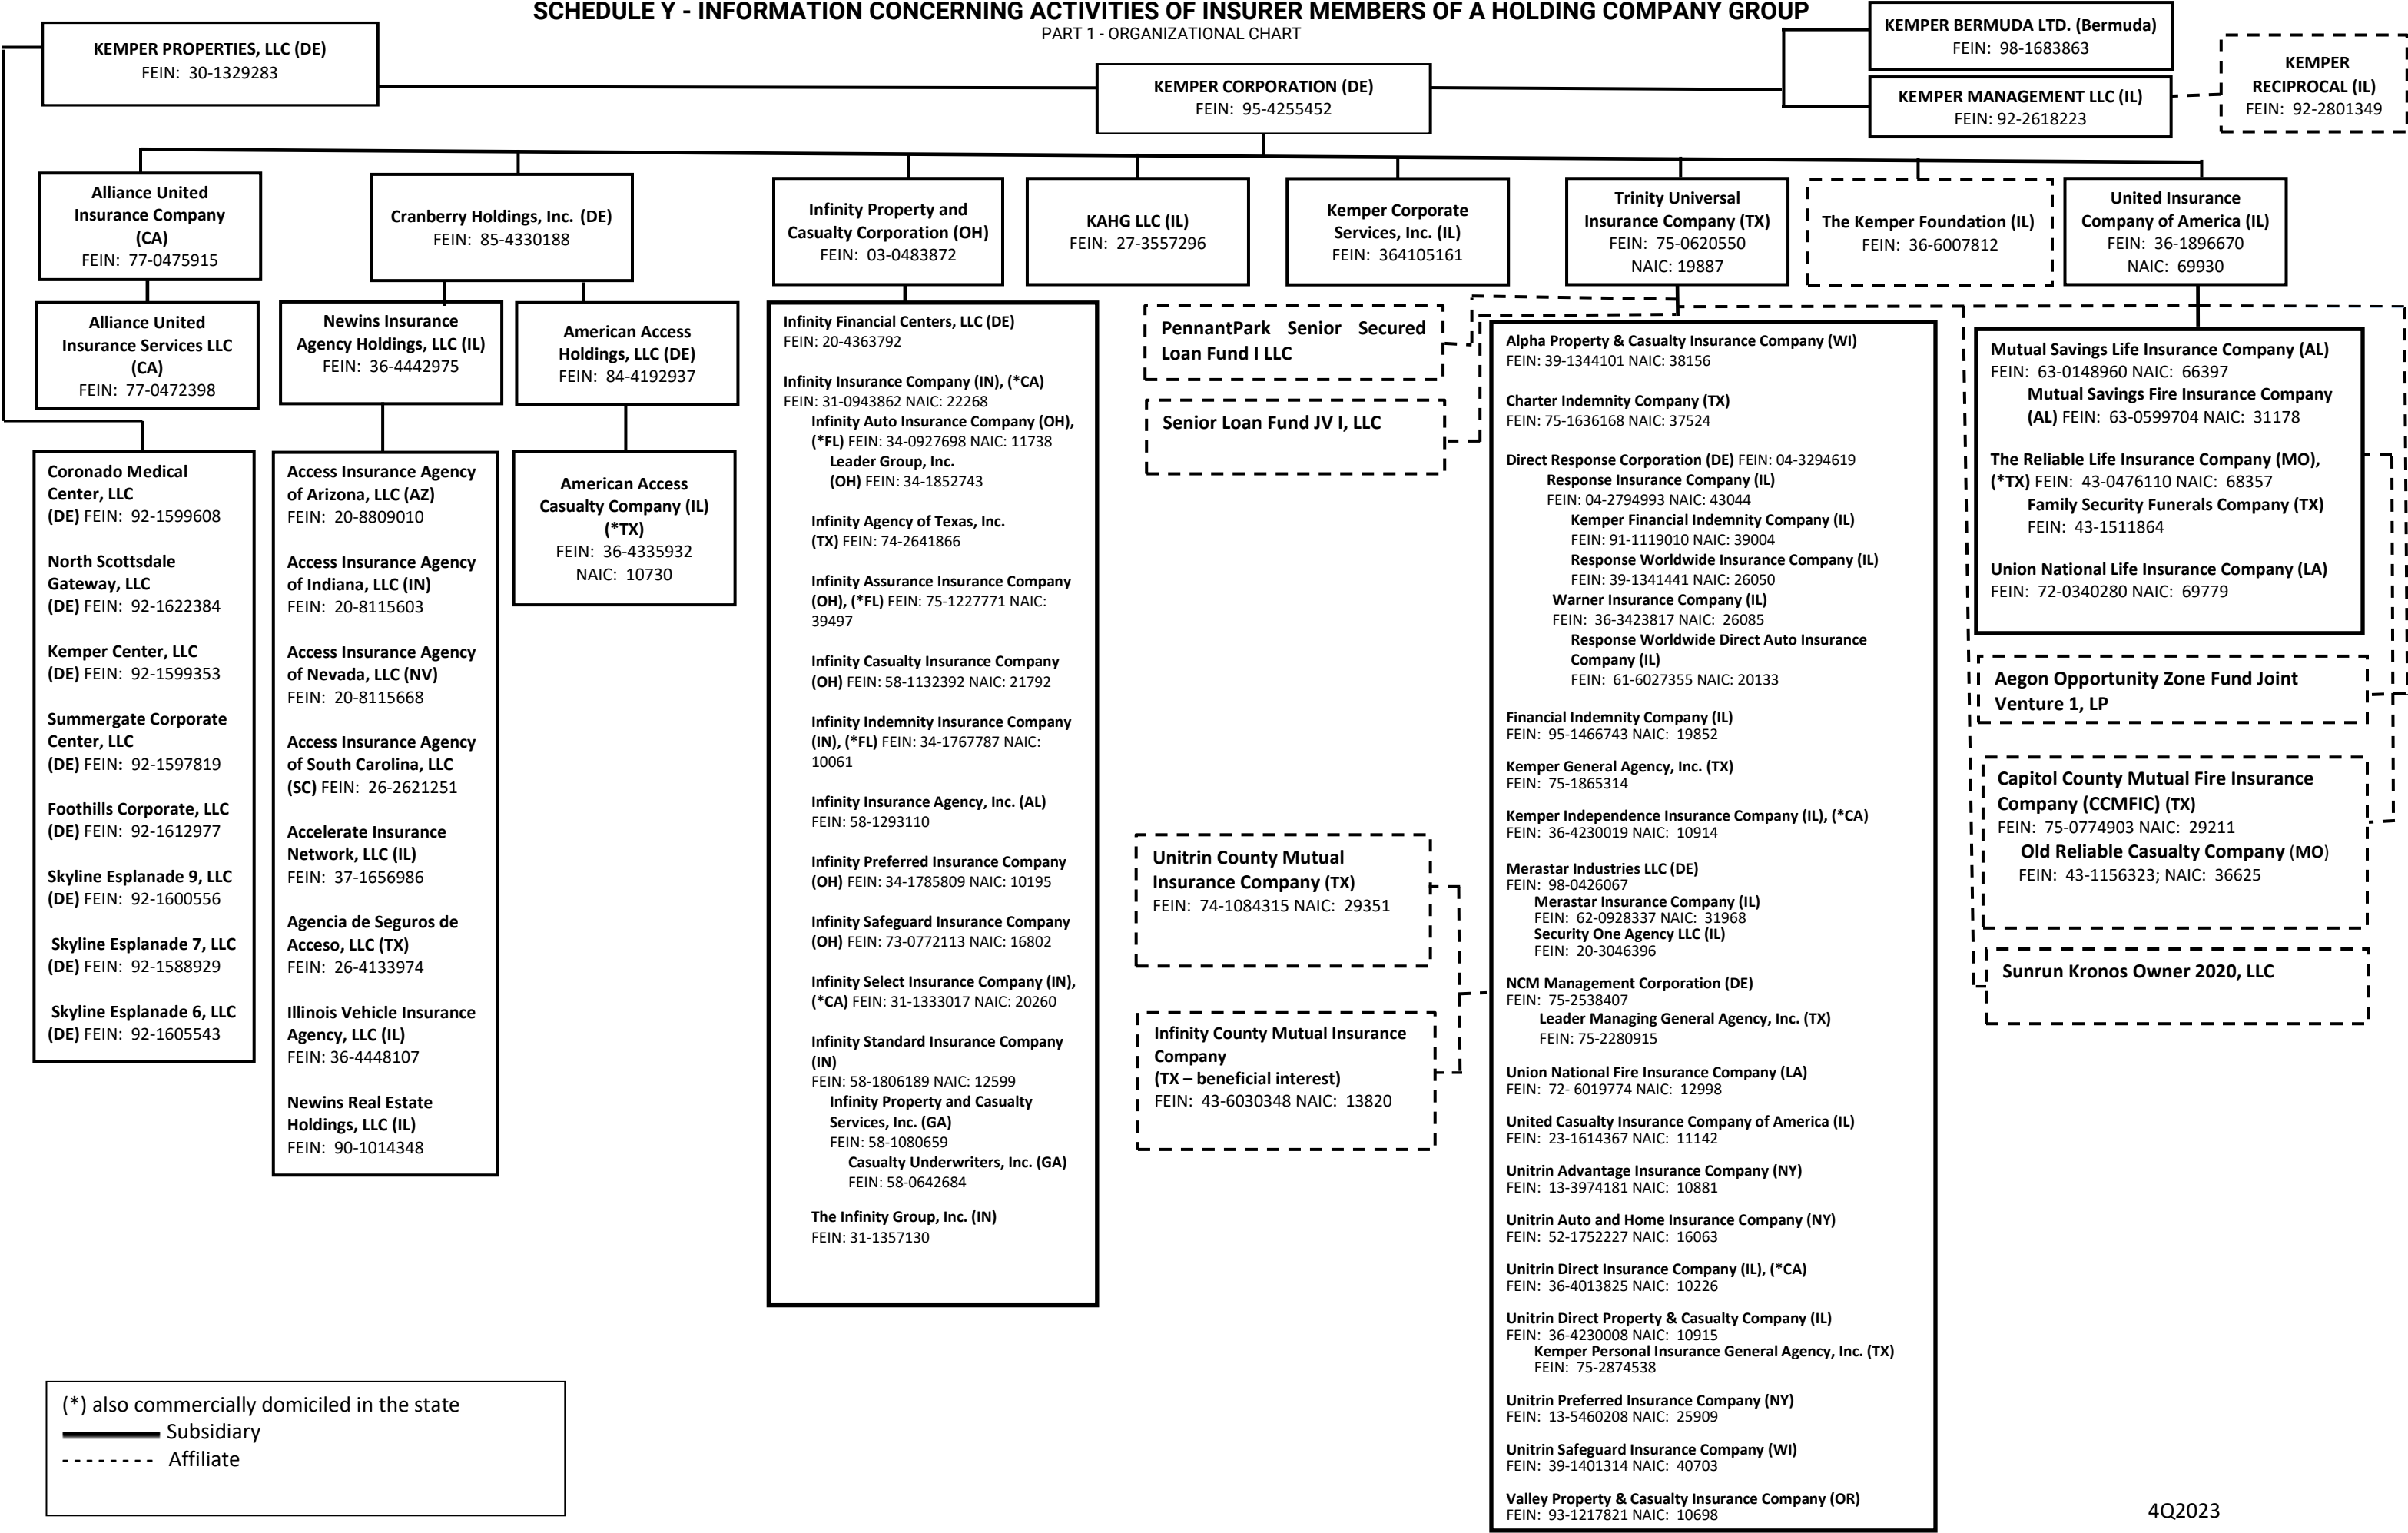 SCHEDULE Y - INFORMATION CONCERNING ACTIVITIES OF INSURER MEMBERS OF A HOLDING COMPANY GROUP
PART 1 - ORGANIZATIONAL CHART
KEMPER PROPERTIES, LLC (DE)
FEIN: 30-1329283
KEMPER CORPORATION (DE)
FEIN: 95-4255452
KEMPER BERMUDA LTD. (Bermuda)
FEIN: 98-1683863
KEMPER MANAGEMENT LLC (IL)
FEIN: 92-2618223
KEMPER
RECIPROCAL (IL)
FEIN: 92-2801349
Alliance United
Insurance Company
(CA)
FEIN: 77-0475915
Cranberry Holdings, Inc. (DE)
FEIN: 85-4330188
Infinity Property and
Casualty Corporation (OH)
FEIN: 03-0483872
KAHG LLC (IL)
FEIN: 27-3557296
Kemper Corporate
Services, Inc. (IL)
FEIN: 364105161
Trinity Universal
Insurance Company (TX)
FEIN: 75-0620550
NAIC: 19887
The Kemper Foundation (IL)
FEIN: 36-6007812
United Insurance
Company of America (IL)
FEIN: 36-1896670
NAIC: 69930
Alliance United
Insurance Services LLC
(CA)
FEIN: 77-0472398
Newins Insurance
Agency Holdings, LLC (IL)
FEIN: 36-4442975
American Access
Holdings, LLC (DE)
FEIN: 84-4192937
Coronado Medical
Center, LLC
(DE) FEIN: 92-1599608
North Scottsdale
Gateway, LLC
(DE) FEIN: 92-1622384
Kemper Center, LLC
(DE) FEIN: 92-1599353
Summergate Corporate
Center, LLC
(DE) FEIN: 92-1597819
Foothills Corporate, LLC
(DE) FEIN: 92-1612977
Skyline Esplanade 9, LLC
(DE) FEIN: 92-1600556
Skyline Esplanade 7, LLC
(DE) FEIN: 92-1588929
Skyline Esplanade 6, LLC
(DE) FEIN: 92-1605543
Access Insurance Agency
of Arizona, LLC (AZ)
FEIN: 20-8809010
Access Insurance Agency
of Indiana, LLC (IN)
FEIN: 20-8115603
Access Insurance Agency
of Nevada, LLC (NV)
FEIN: 20-8115668
Access Insurance Agency
of South Carolina, LLC
(SC) FEIN: 26-2621251
Accelerate Insurance
Network, LLC (IL)
FEIN: 37-1656986
Agencia de Seguros de
Acceso, LLC (TX)
FEIN: 26-4133974
Illinois Vehicle Insurance
Agency, LLC (IL)
FEIN: 36-4448107
Newins Real Estate
Holdings, LLC (IL)
FEIN: 90-1014348
American Access
Casualty Company (IL)
(*TX)
FEIN: 36-4335932
NAIC: 10730
Infinity Financial Centers, LLC (DE)
FEIN: 20-4363792
Infinity Insurance Company (IN), (*CA)
FEIN: 31-0943862 NAIC: 22268
Infinity Auto Insurance Company (OH),
(*FL) FEIN: 34-0927698 NAIC: 11738
Leader Group, Inc.
(OH) FEIN: 34-1852743
Infinity Agency of Texas, Inc.
(TX) FEIN: 74-2641866
Infinity Assurance Insurance Company
(OH), (*FL) FEIN: 75-1227771 NAIC:
39497
Infinity Casualty Insurance Company
(OH) FEIN: 58-1132392 NAIC: 21792
Infinity Indemnity Insurance Company
(IN), (*FL) FEIN: 34-1767787 NAIC:
10061
Infinity Insurance Agency, Inc. (AL)
FEIN: 58-1293110
Infinity Preferred Insurance Company
(OH) FEIN: 34-1785809 NAIC: 10195
Infinity Safeguard Insurance Company
(OH) FEIN: 73-0772113 NAIC: 16802
Infinity Select Insurance Company (IN),
(*CA) FEIN: 31-1333017 NAIC: 20260
Infinity Standard Insurance Company
(IN)
FEIN: 58-1806189 NAIC: 12599
Infinity Property and Casualty
Services, Inc. (GA)
FEIN: 58-1080659
Casualty Underwriters, Inc. (GA)
FEIN: 58-0642684
The Infinity Group, Inc. (IN)
FEIN: 31-1357130
PennantPark Senior Secured
Loan Fund I LLC
Senior Loan Fund JV I, LLC
Unitrin County Mutual
Insurance Company (TX)
FEIN: 74-1084315 NAIC: 29351
Infinity County Mutual Insurance
Company
(TX – beneficial interest)
FEIN: 43-6030348 NAIC: 13820
Alpha Property & Casualty Insurance Company (WI)
FEIN: 39-1344101 NAIC: 38156
Charter Indemnity Company (TX)
FEIN: 75-1636168 NAIC: 37524
Direct Response Corporation (DE) FEIN: 04-3294619
Response Insurance Company (IL)
FEIN: 04-2794993 NAIC: 43044
Kemper Financial Indemnity Company (IL)
FEIN: 91-1119010 NAIC: 39004
Response Worldwide Insurance Company (IL)
FEIN: 39-1341441 NAIC: 26050
Warner Insurance Company (IL)
FEIN: 36-3423817 NAIC: 26085
Response Worldwide Direct Auto Insurance
Company (IL)
FEIN: 61-6027355 NAIC: 20133
Financial Indemnity Company (IL)
FEIN: 95-1466743 NAIC: 19852
Kemper General Agency, Inc. (TX)
FEIN: 75-1865314
Kemper Independence Insurance Company (IL), (*CA)
FEIN: 36-4230019 NAIC: 10914
Merastar Industries LLC (DE)
FEIN: 98-0426067
Merastar Insurance Company (IL)
FEIN: 62-0928337 NAIC: 31968
Security One Agency LLC (IL)
FEIN: 20-3046396
NCM Management Corporation (DE)
FEIN: 75-2538407
Leader Managing General Agency, Inc. (TX)
FEIN: 75-2280915
Union National Fire Insurance Company (LA)
FEIN: 72- 6019774 NAIC: 12998
United Casualty Insurance Company of America (IL)
FEIN: 23-1614367 NAIC: 11142
Unitrin Advantage Insurance Company (NY)
FEIN: 13-3974181 NAIC: 10881
Unitrin Auto and Home Insurance Company (NY)
FEIN: 52-1752227 NAIC: 16063
Unitrin Direct Insurance Company (IL), (*CA)
FEIN: 36-4013825 NAIC: 10226
Unitrin Direct Property & Casualty Company (IL)
FEIN: 36-4230008 NAIC: 10915
Kemper Personal Insurance General Agency, Inc. (TX)
FEIN: 75-2874538
Unitrin Preferred Insurance Company (NY)
FEIN: 13-5460208 NAIC: 25909
Unitrin Safeguard Insurance Company (WI)
FEIN: 39-1401314 NAIC: 40703
Valley Property & Casualty Insurance Company (OR)
FEIN: 93-1217821 NAIC: 10698
Mutual Savings Life Insurance Company (AL)
FEIN: 63-0148960 NAIC: 66397
Mutual Savings Fire Insurance Company
(AL) FEIN: 63-0599704 NAIC: 31178
The Reliable Life Insurance Company (MO),
(*TX) FEIN: 43-0476110 NAIC: 68357
Family Security Funerals Company (TX)
FEIN: 43-1511864
Union National Life Insurance Company (LA)
FEIN: 72-0340280 NAIC: 69779
Aegon Opportunity Zone Fund Joint
Venture 1, LP
Capitol County Mutual Fire Insurance
Company (CCMFIC) (TX)
FEIN: 75-0774903 NAIC: 29211
Old Reliable Casualty Company (MO)
FEIN: 43-1156323; NAIC: 36625
Sunrun Kronos Owner 2020, LLC
(*) also commercially domiciled in the state
Subsidiary
Affiliate
4Q2023